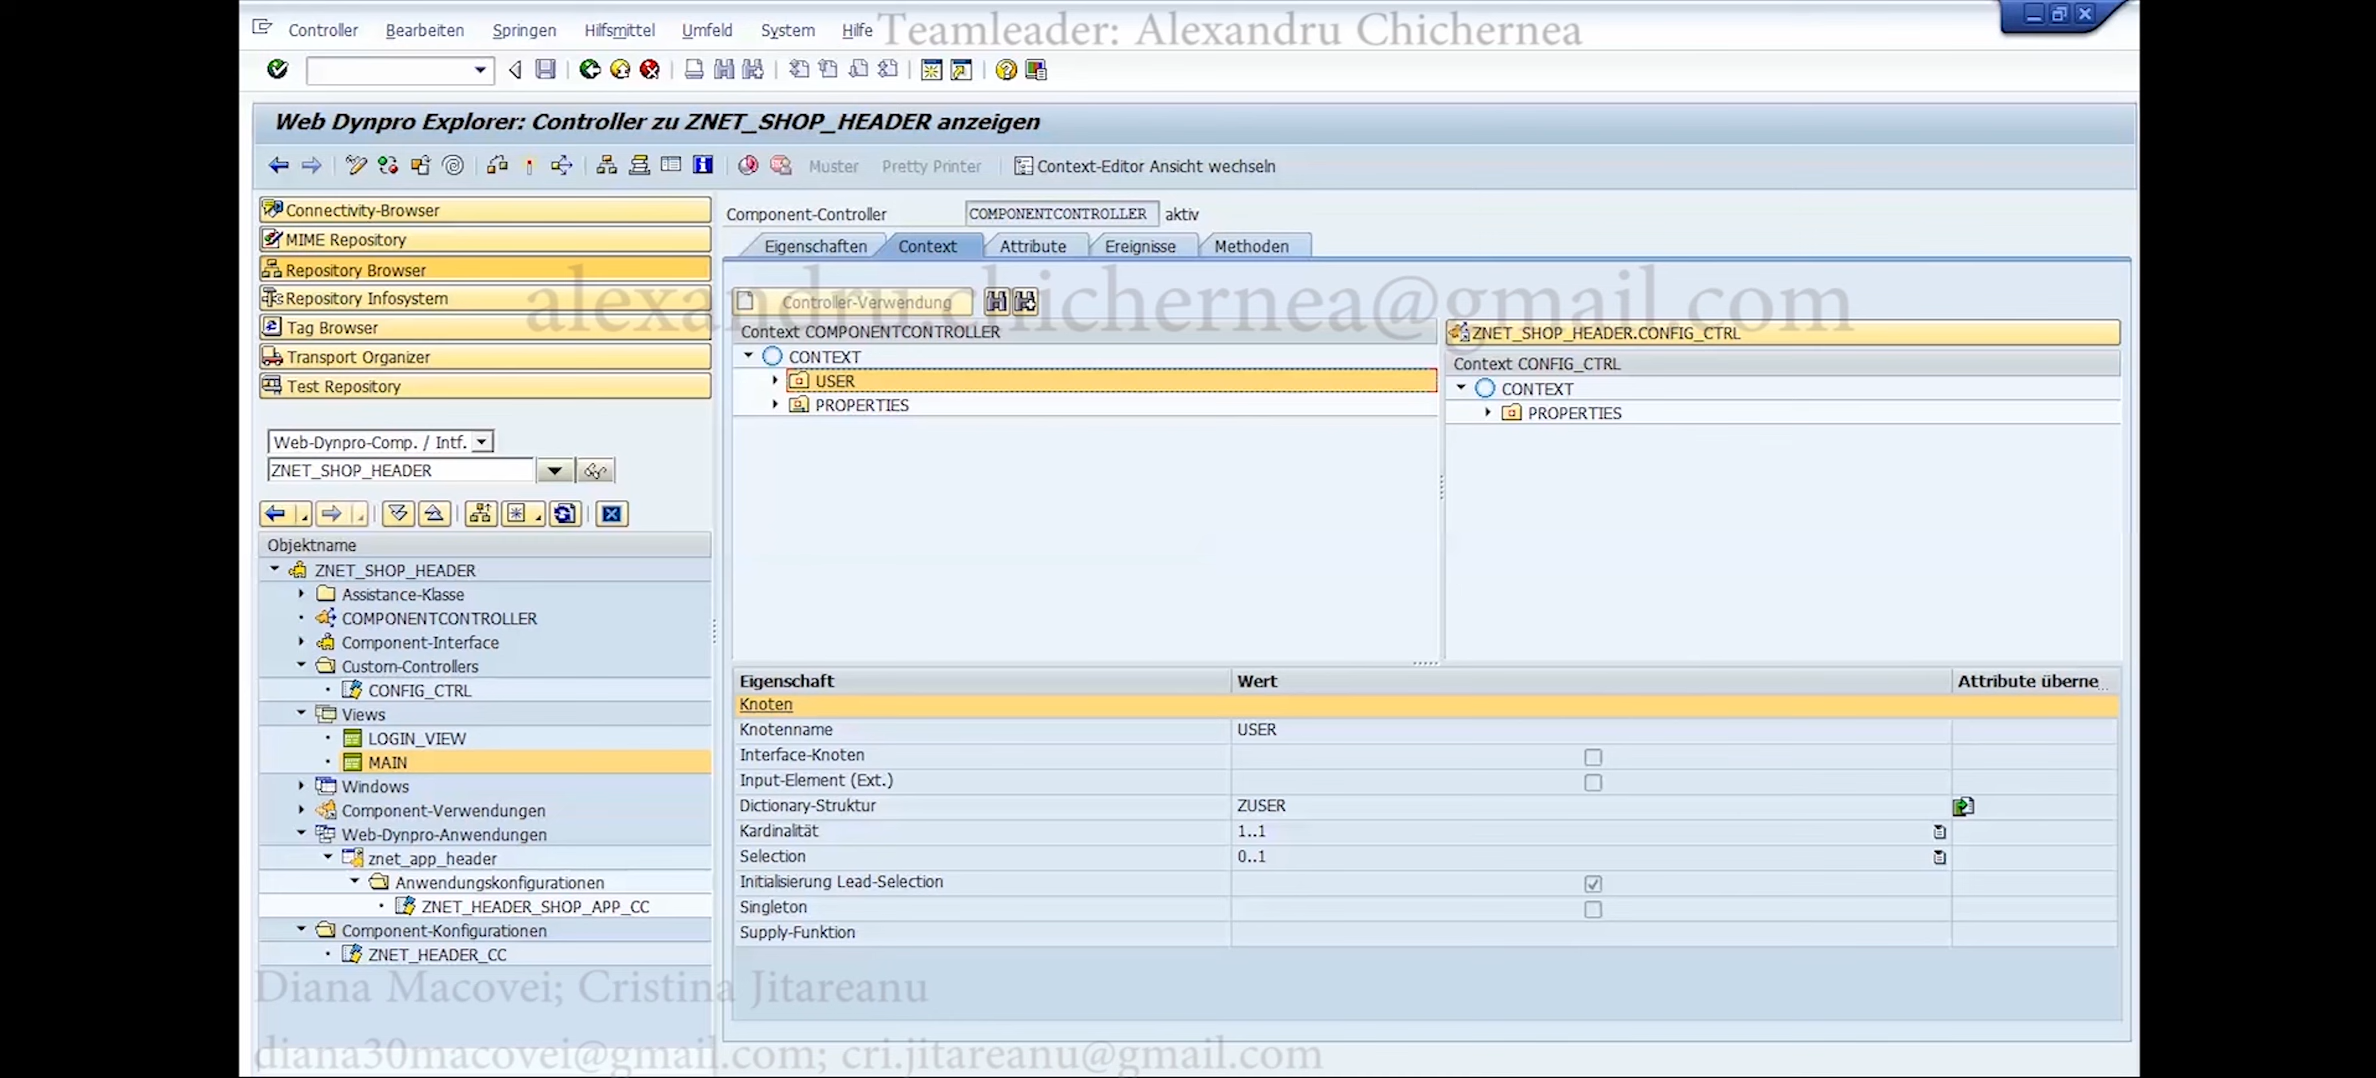 Controller Bearbeiten Springen Hilfsmittel Umfeld System Hilfe
Teamleader: Alexandru Chichernea
Web Dynpro Explorer: Controller zu ZNET_SHOP_HEADER anzeigen
Muster Pretty Printer Context-Editor Ansicht wechseln
Connectivity-Browser
MIME Repository
Repository Browser
Repository Infosystem
Tag Browser
Transport Organizer
Test Repository
Web-Dynpro-Comp. / Intf.
ZNET_SHOP_HEADER
Objektname
ZNET_SHOP_HEADER
Assistance-Klasse
COMPONENTCONTROLLER
Component-Interface
Custom-Controllers
CONFIG_CTRL
Views
LOGIN_VIEW
MAIN
Windows
Component-Verwendungen
Web-Dynpro-Anwendungen
znet_app_header
Anwendungskonfigurationen
ZNET_HEADER_SHOP_APP_CC
Component-Konfigurationen
ZNET_HEADER_CC
Component-Controller COMPONENTCONTROLLER aktiv
Eigenschaften Context Attribute Ereignisse Methoden
alexandru.chichernea@gmail.com
Controller-Verwendung
Context COMPONENTCONTROLLER
CONTEXT
USER
PROPERTIES
ZNET_SHOP_HEADER.CONFIG_CTRL
Context CONFIG_CTRL
CONTEXT
PROPERTIES
Eigenschaft Wert Attribute überne...
Knoten
Knotenname USER
Interface-Knoten
Input-Element (Ext.)
Dictionary-Struktur ZUSER
Kardinalität 1..1
Selection 0..1
Initialisierung Lead-Selection
Singleton
Supply-Funktion
Diana Macovei; Cristina Jitareanu
diana30macovei@gmail.com; cri.jitareanu@gmail.com